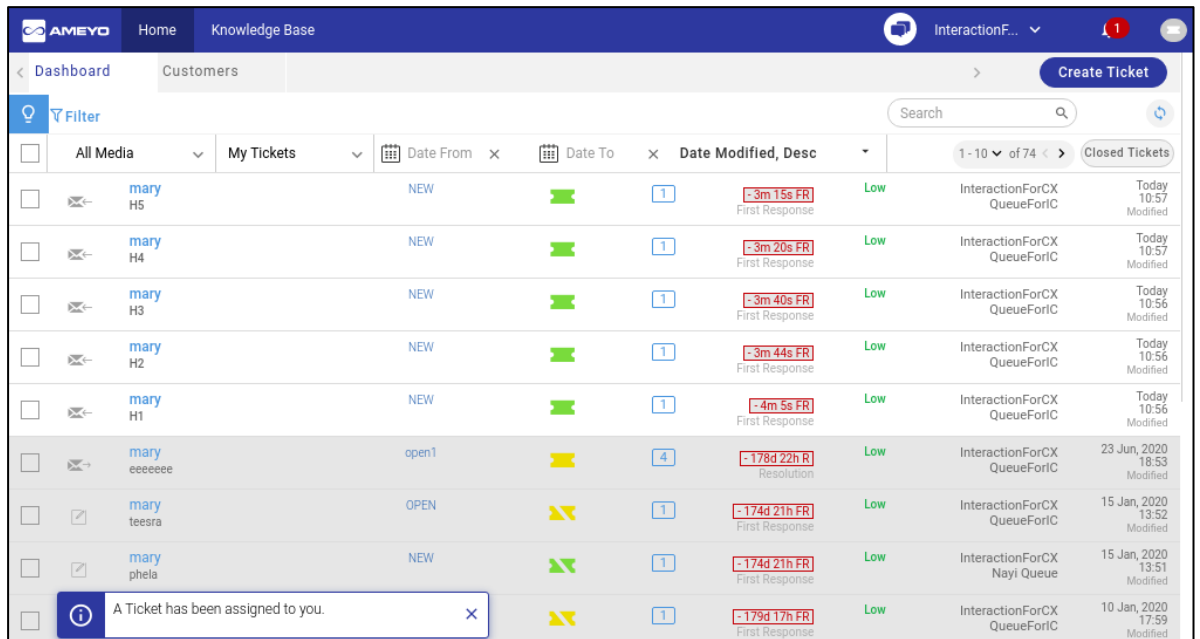 AMEYO Home Knowledge Base InteractionF... 1
Dashboard Customers Create Ticket
Filter Search
All Media My Tickets Date From × Date To × Date Modified, Desc 1 - 10 of 74 Closed Tickets
mary NEW 1 - 3m 15s FR Low InteractionForCX Today
H5 First Response QueueForIC 10:57
Modified
mary NEW 1 - 3m 20s FR Low InteractionForCX Today
H4 First Response QueueForIC 10:57
Modified
mary NEW 1 - 3m 40s FR Low InteractionForCX Today
H3 First Response QueueForIC 10:56
Modified
mary NEW 1 - 3m 44s FR Low InteractionForCX Today
H2 First Response QueueForIC 10:56
Modified
mary NEW 1 - 4m 5s FR Low InteractionForCX Today
H1 First Response QueueForIC 10:56
Modified
mary open1 4 - 178d 22h R Low InteractionForCX 23 Jun, 2020
eeeeeee Resolution QueueForIC 18:53
Modified
mary OPEN 1 - 174d 21h FR Low InteractionForCX 15 Jan, 2020
teesra First Response QueueForIC 13:52
Modified
mary NEW 1 - 174d 21h FR Low InteractionForCX 15 Jan, 2020
phela First Response Nayi Queue 13:51
Modified
A Ticket has been assigned to you. × 1 - 179d 17h FR Low InteractionForCX 10 Jan, 2020
First Response QueueForIC 17:59
Modified